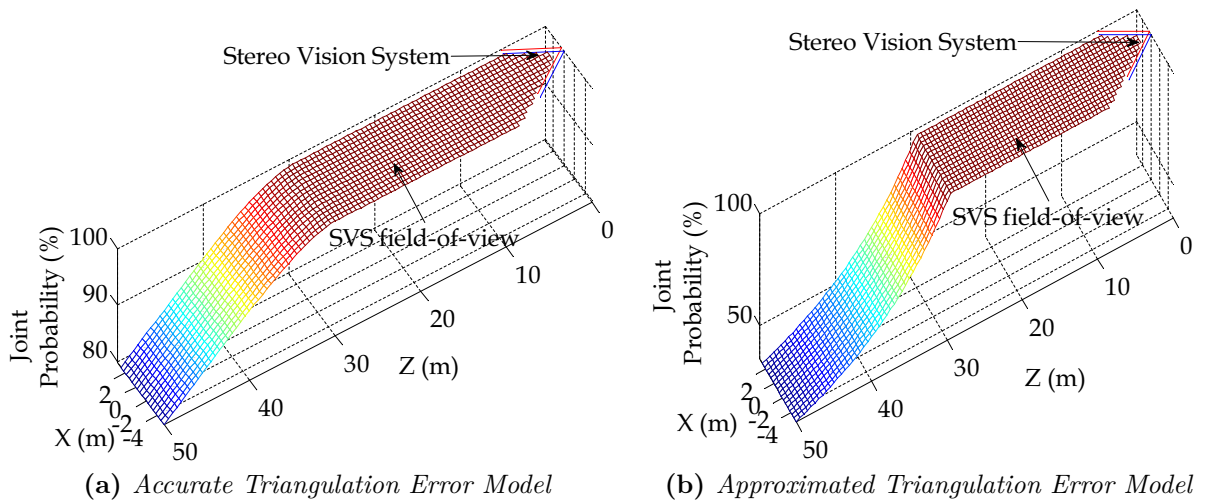 Stereo Vision System
SVS field-of-view
Joint
Probability (%)
100
90
80
2
0
-2
-4
X (m)
50
40
30
20
10
0
Z (m)
(a) Accurate Triangulation Error Model
Stereo Vision System
SVS field-of-view
Joint
Probability (%)
100
50
2
0
-2
-4
X (m)
50
40
30
20
10
0
Z (m)
(b) Approximated Triangulation Error Model